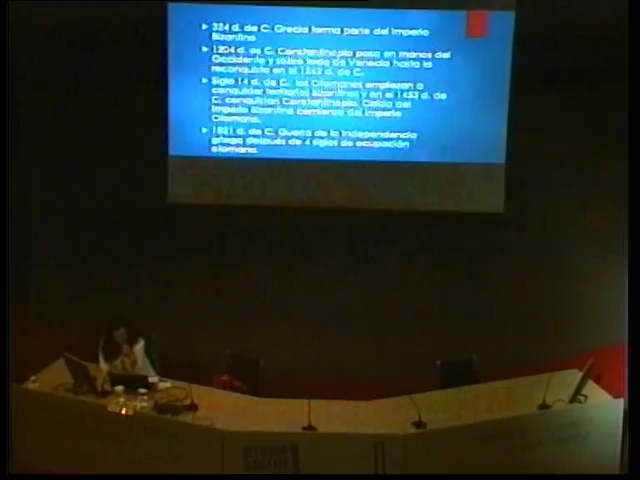 324 d. de C. Grecia forma parte del Imperio
Bizantino
1204 d. de C. Constantinopla pasa en manos del
Occidente y sobre todo de Venecia hasta la
reconquista en el d. de C.
Siglo 14 d. de C. los Otomanos empiezan a
conquistar territorios bizantinos y en el 1453 d. de
C. conquistan Constantinopla. Caída del
Imperio Bizantino comienzo del Imperio
Otomano.
1821 d. de C. Guerra de la Independencia
griega después de 4 siglos de ocupación
otomana.